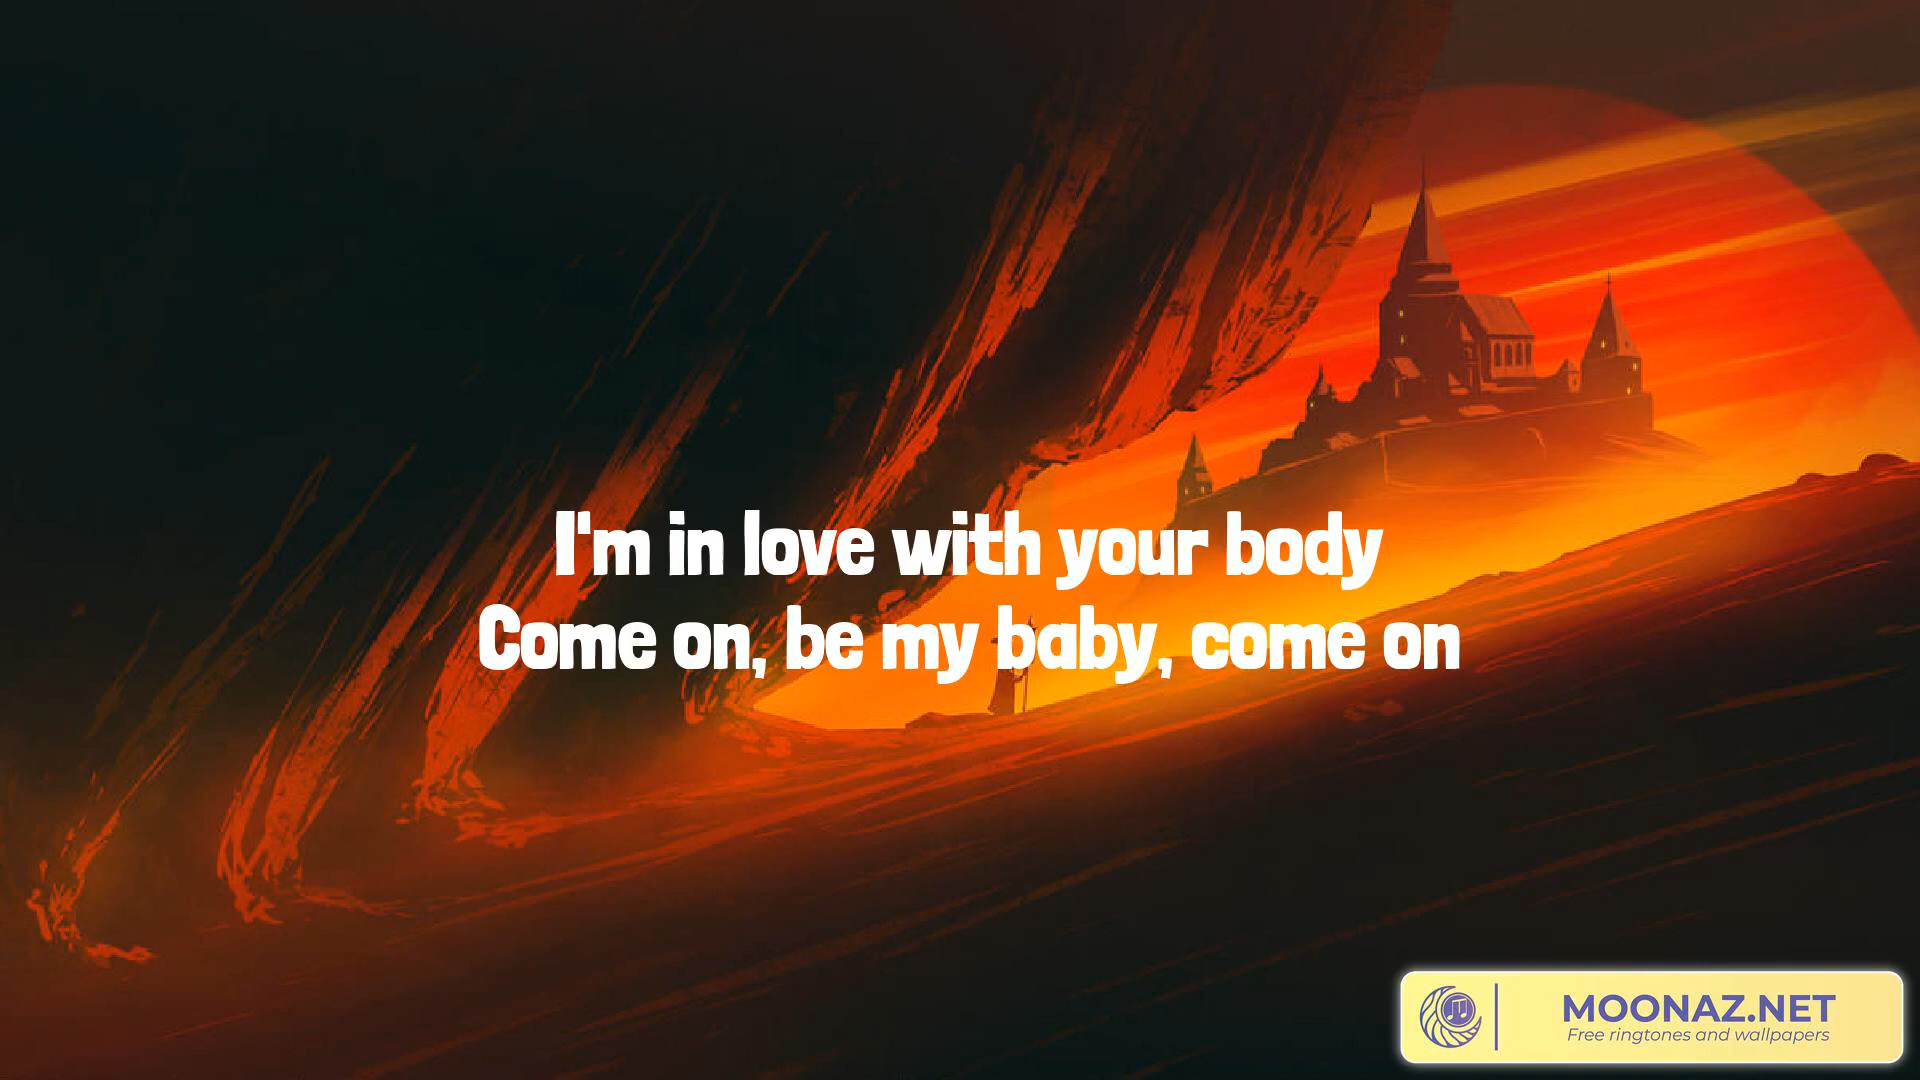 I'm in love with your body
Come on, be my baby, come on
MOONAZ.NET
Free ringtones and wallpapers